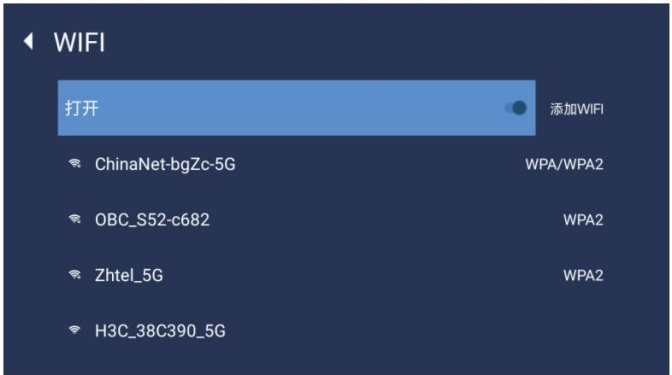 WIFI
打开 添加WIFI
ChinaNet-bgZc-5G WPA/WPA2
OBC_S52-c682 WPA2
Zhtel_5G WPA2
H3C_38C390_5G